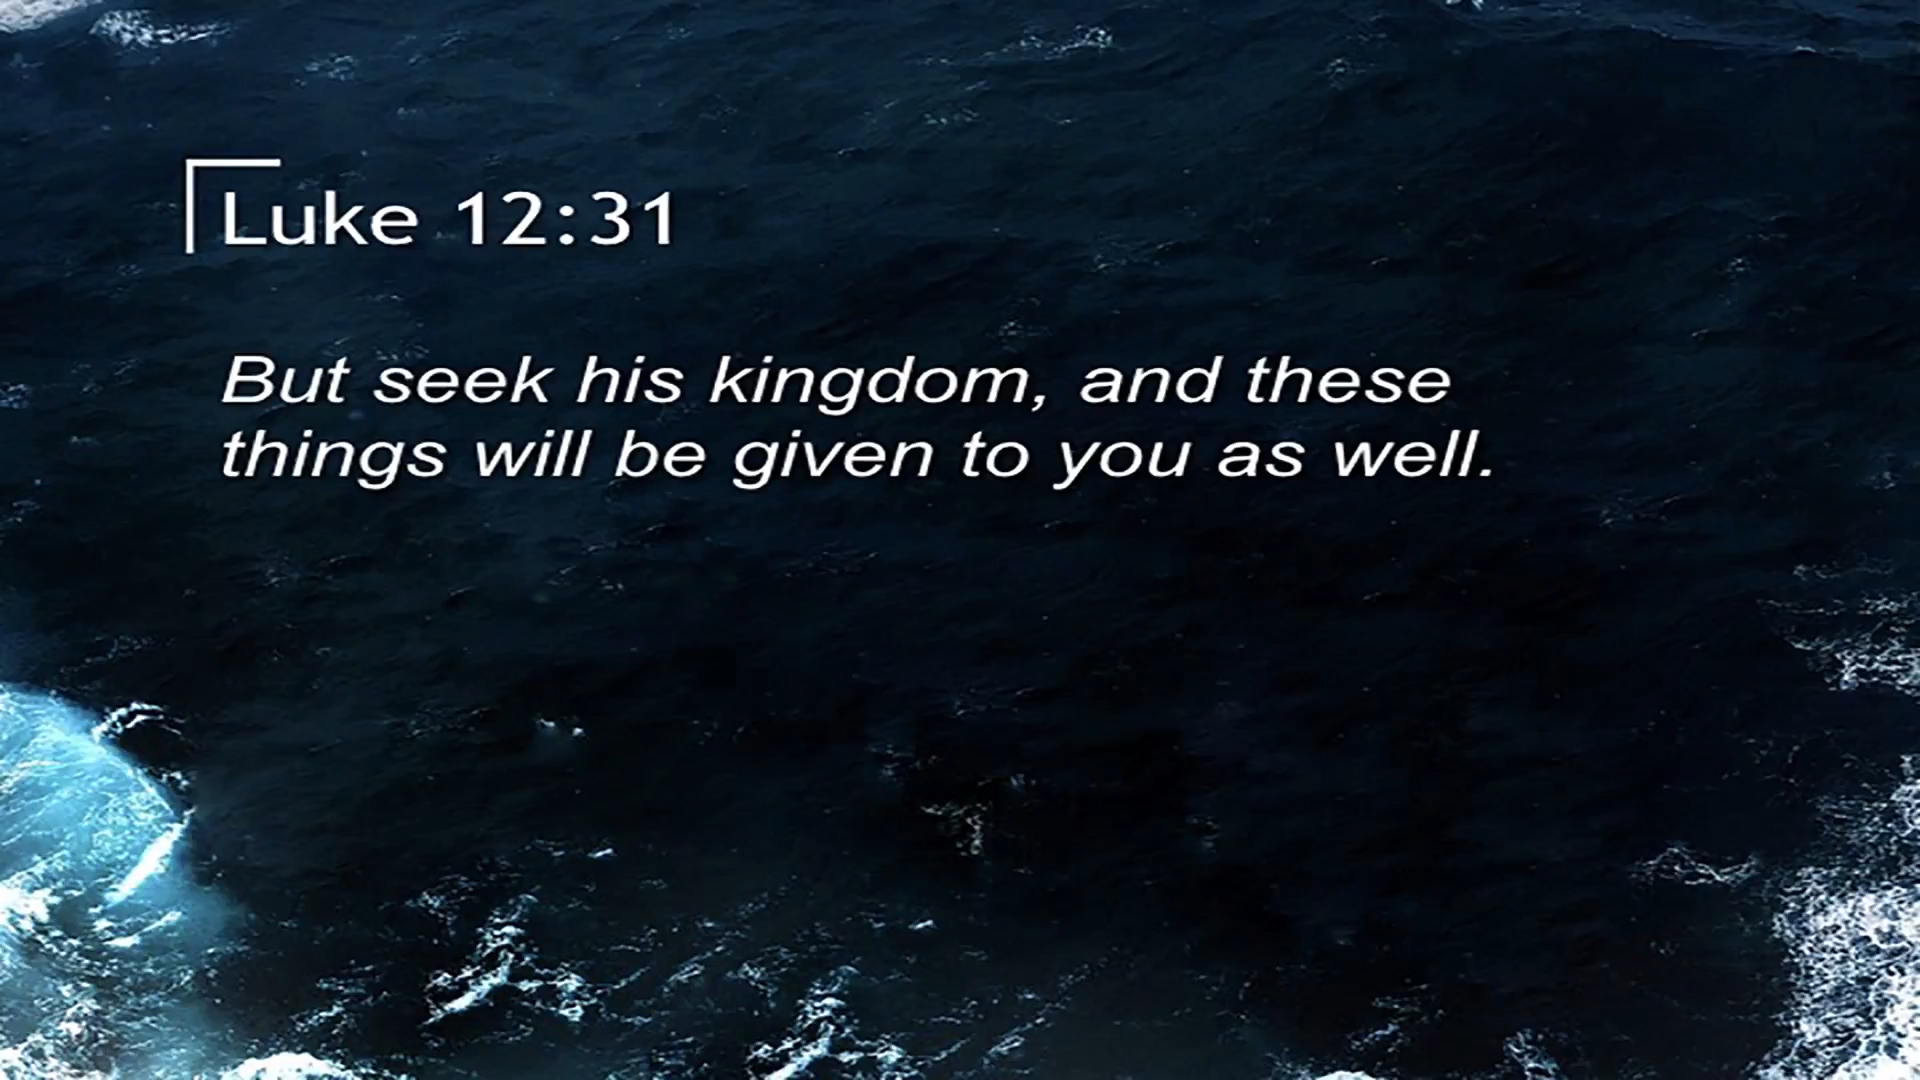 Luke 12:31
But seek his kingdom, and these
things will be given to you as well.